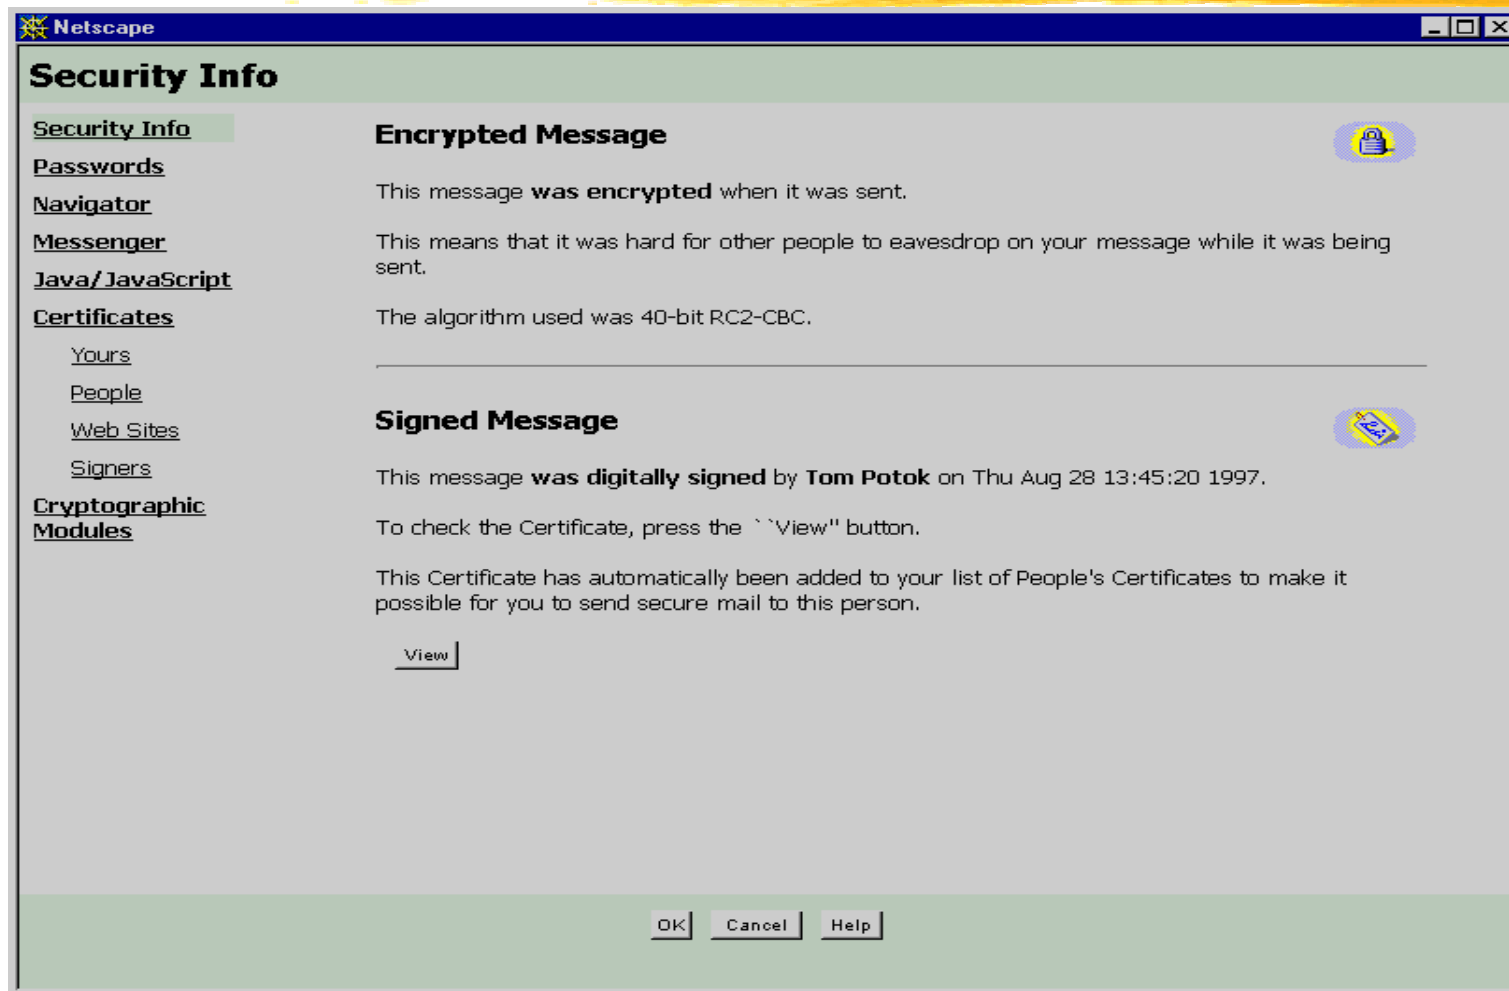 Netscape
Security Info
Security Info
Passwords
Navigator
Messenger
Java/JavaScript
Certificates
Yours
People
Web Sites
Signers
Cryptographic
Modules
Encrypted Message
This message was encrypted when it was sent.
This means that it was hard for other people to eavesdrop on your message while it was being
sent.
The algorithm used was 40-bit RC2-CBC.
Signed Message
This message was digitally signed by Tom Potok on Thu Aug 28 13:45:20 1997.
To check the Certificate, press the ``View'' button.
This Certificate has automatically been added to your list of People's Certificates to make it
possible for you to send secure mail to this person.
View
OK Cancel Help